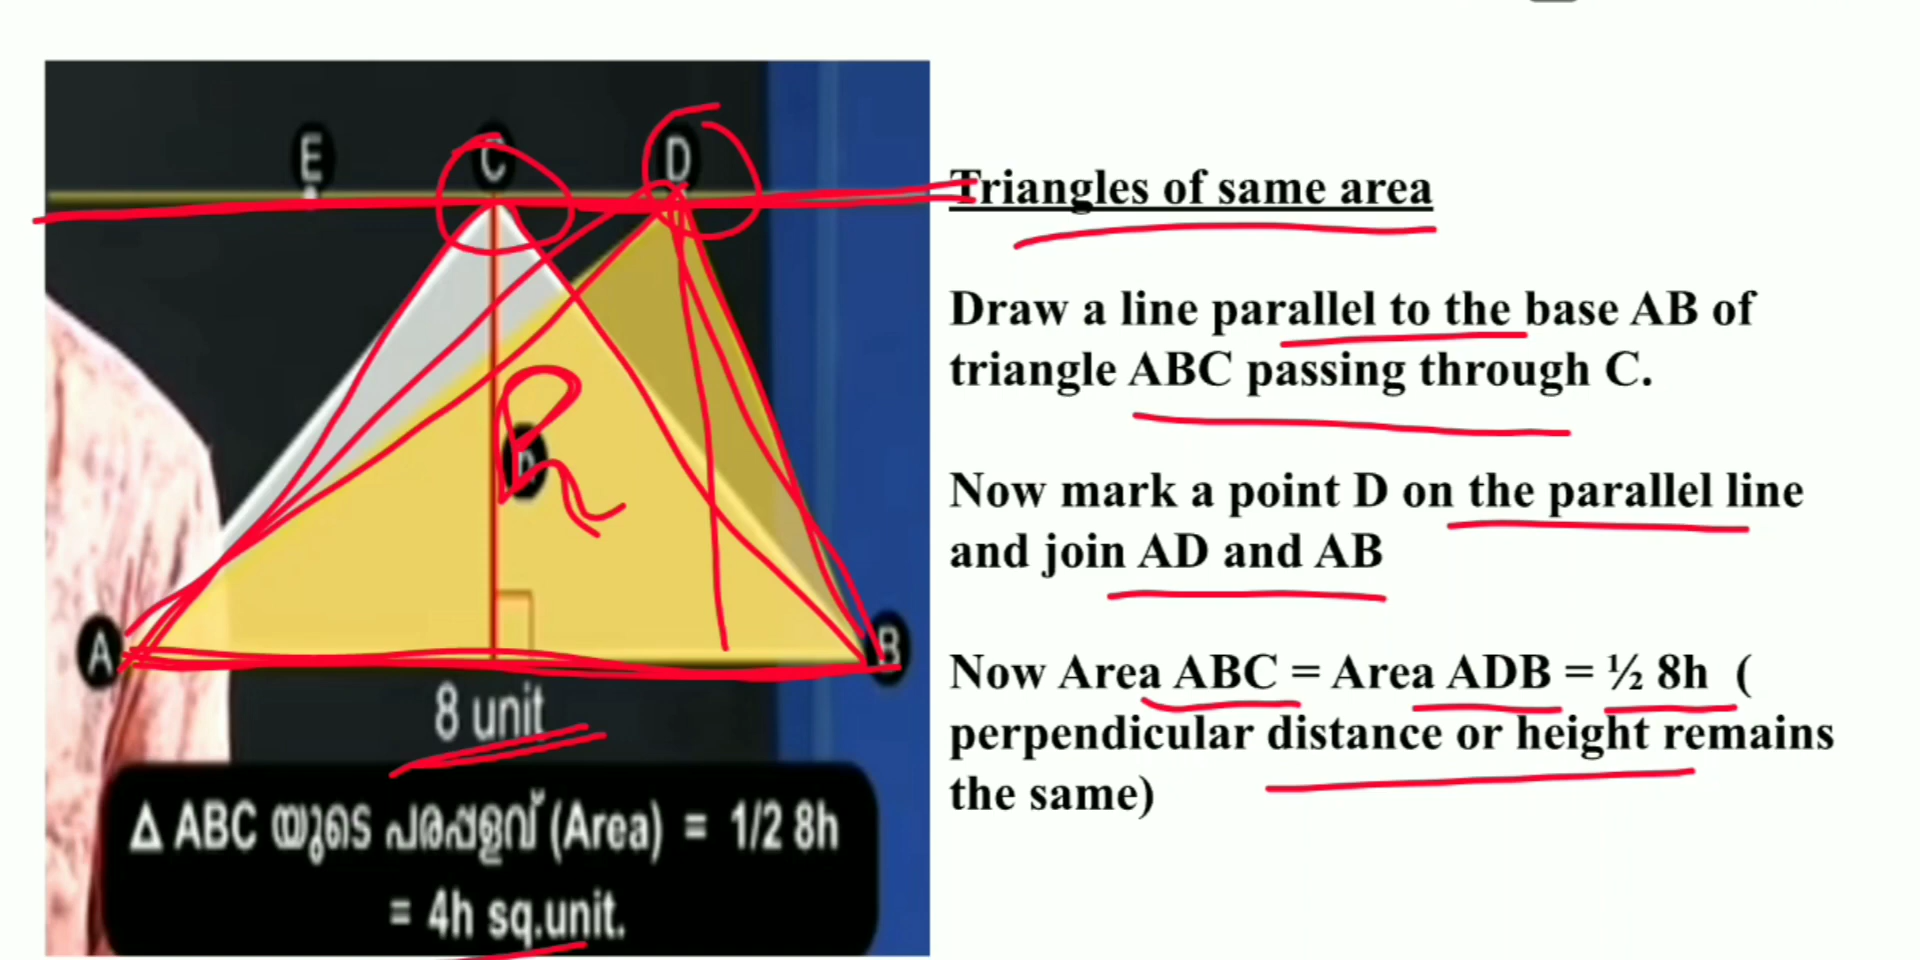 E C D
h
h
A B
8 unit
Δ ABC യുടെ പരപ്പളവ് (Area) = 1/2 8h
= 4h sq.unit.
Triangles of same area
Draw a line parallel to the base AB of
triangle ABC passing through C.
Now mark a point D on the parallel line
and join AD and AB
Now Area ABC = Area ADB = ½ 8h (
perpendicular distance or height remains
the same)